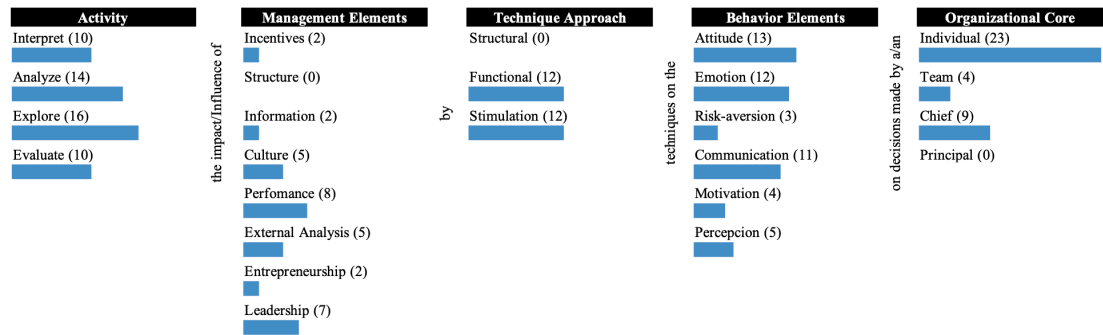 Activity
Interpret (10)
Analyze (14)
Explore (16)
Evaluate (10)
the impact/Influence of
Management Elements
Incentives (2)
Structure (0)
Information (2)
Culture (5)
Perfomance (8)
External Analysis (5)
Entrepreneurship (2)
Leadership (7)
by
Technique Approach
Structural (0)
Functional (12)
Stimulation (12)
techniques on the
Behavior Elements
Attitude (13)
Emotion (12)
Risk-aversion (3)
Communication (11)
Motivation (4)
Percepcion (5)
on decisions made by a/an
Organizational Core
Individual (23)
Team (4)
Chief (9)
Principal (0)